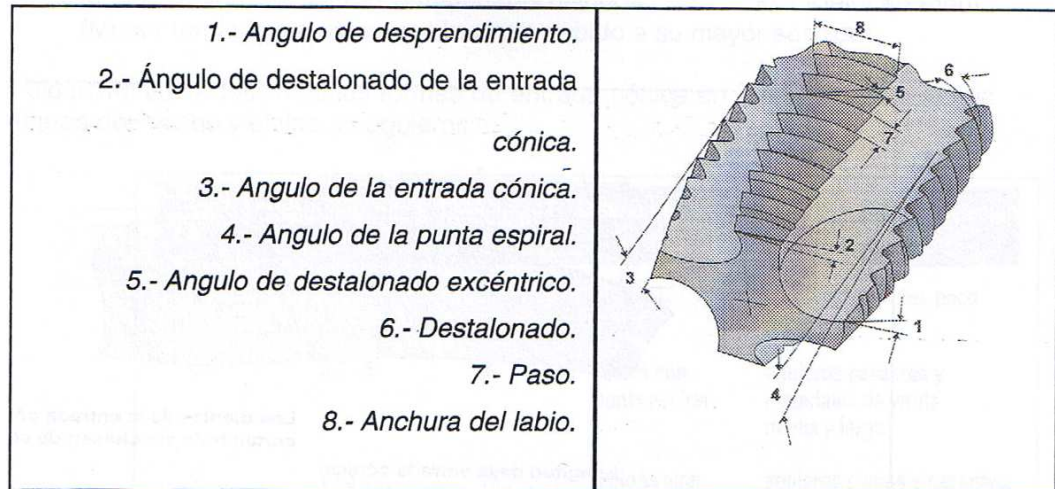 1.- Angulo de desprendimiento.
2.- Ángulo de destalonado de la entrada
cónica.
3.- Angulo de la entrada cónica.
4.- Angulo de la punta espiral.
5.- Angulo de destalonado excéntrico.
6.- Destalonado.
7.- Paso.
8.- Anchura del labio.
8
6
5
7
2
3
1
4